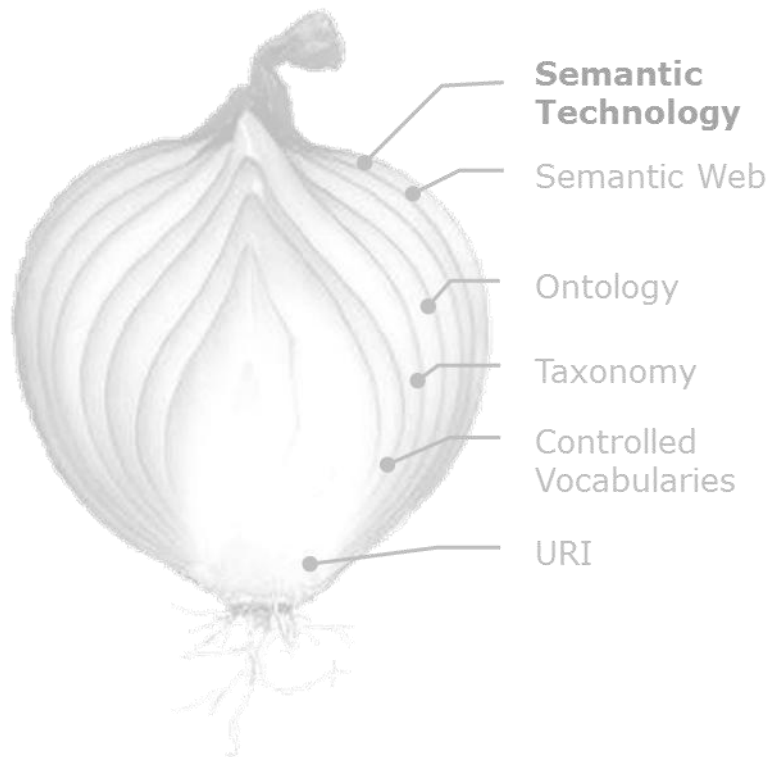 Semantic
Technology
Semantic Web
Ontology
Taxonomy
Controlled
Vocabularies
URI